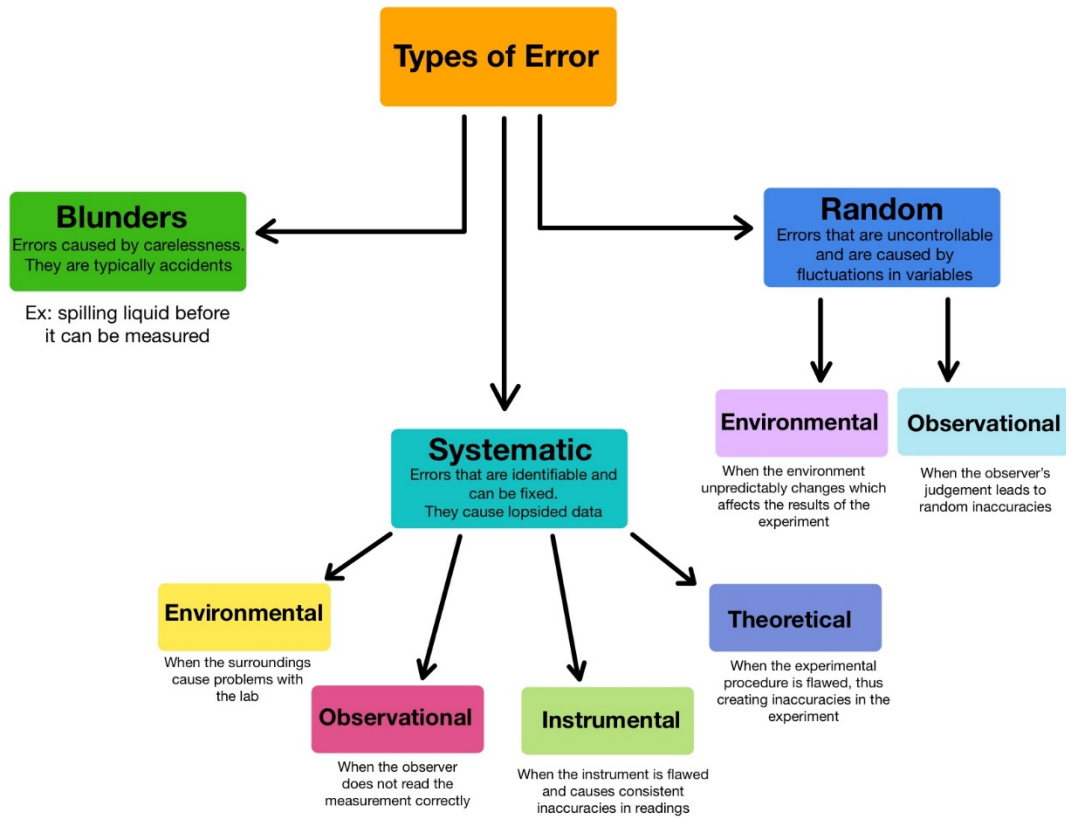 Types of Error
Blunders
Errors caused by carelessness.
They are typically accidents
Ex: spilling liquid before
it can be measured
Random
Errors that are uncontrollable
and are caused by
fluctuations in variables
Environmental
When the environment
unpredictably changes which
affects the results of the
experiment
Observational
When the observer’s
judgement leads to
random inaccuracies
Systematic
Errors that are identifiable and
can be fixed.
They cause lopsided data
Environmental
When the surroundings
cause problems with
the lab
Observational
When the observer
does not read the
measurement correctly
Instrumental
When the instrument is flawed
and causes consistent
inaccuracies in readings
Theoretical
When the experimental
procedure is flawed, thus
creating inaccuracies in the
experiment